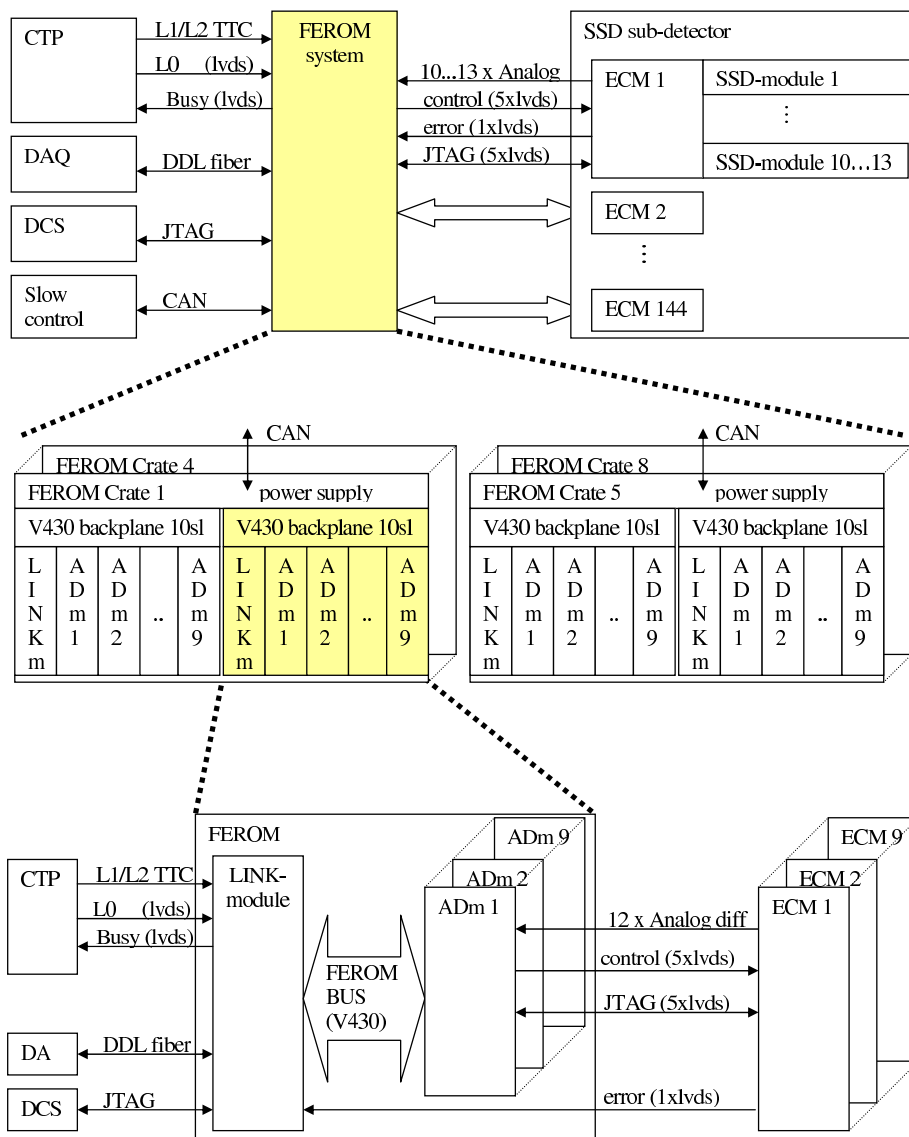 CTP
L1/L2 TTC
L0 (lvds)
Busy (lvds)
DAQ
DDL fiber
DCS
JTAG
Slow
control
CAN
FEROM
system
10...13 x Analog
control (5xlvds)
error (1xlvds)
JTAG (5xlvds)
SSD sub-detector
ECM 1
SSD-module 1
...
SSD-module 10...13
ECM 2
...
ECM 144
CAN
FEROM Crate 4
FEROM Crate 1
power supply
V430 backplane 10sl
V430 backplane 10sl
LINKm
ADm1
ADm2
..
ADm9
LINKm
ADm1
ADm2
..
ADm9
CAN
FEROM Crate 8
FEROM Crate 5
power supply
V430 backplane 10sl
V430 backplane 10sl
LINKm
ADm1
ADm2
..
ADm9
LINKm
ADm1
ADm2
..
ADm9
CTP
L1/L2 TTC
L0 (lvds)
Busy (lvds)
DA
DDL fiber
DCS
JTAG
FEROM
LINK-
module
FEROM
BUS
(V430)
ADm 9
ADm 2
ADm 1
12 x Analog diff
control (5xlvds)
JTAG (5xlvds)
error (1xlvds)
ECM 9
ECM 2
ECM 1